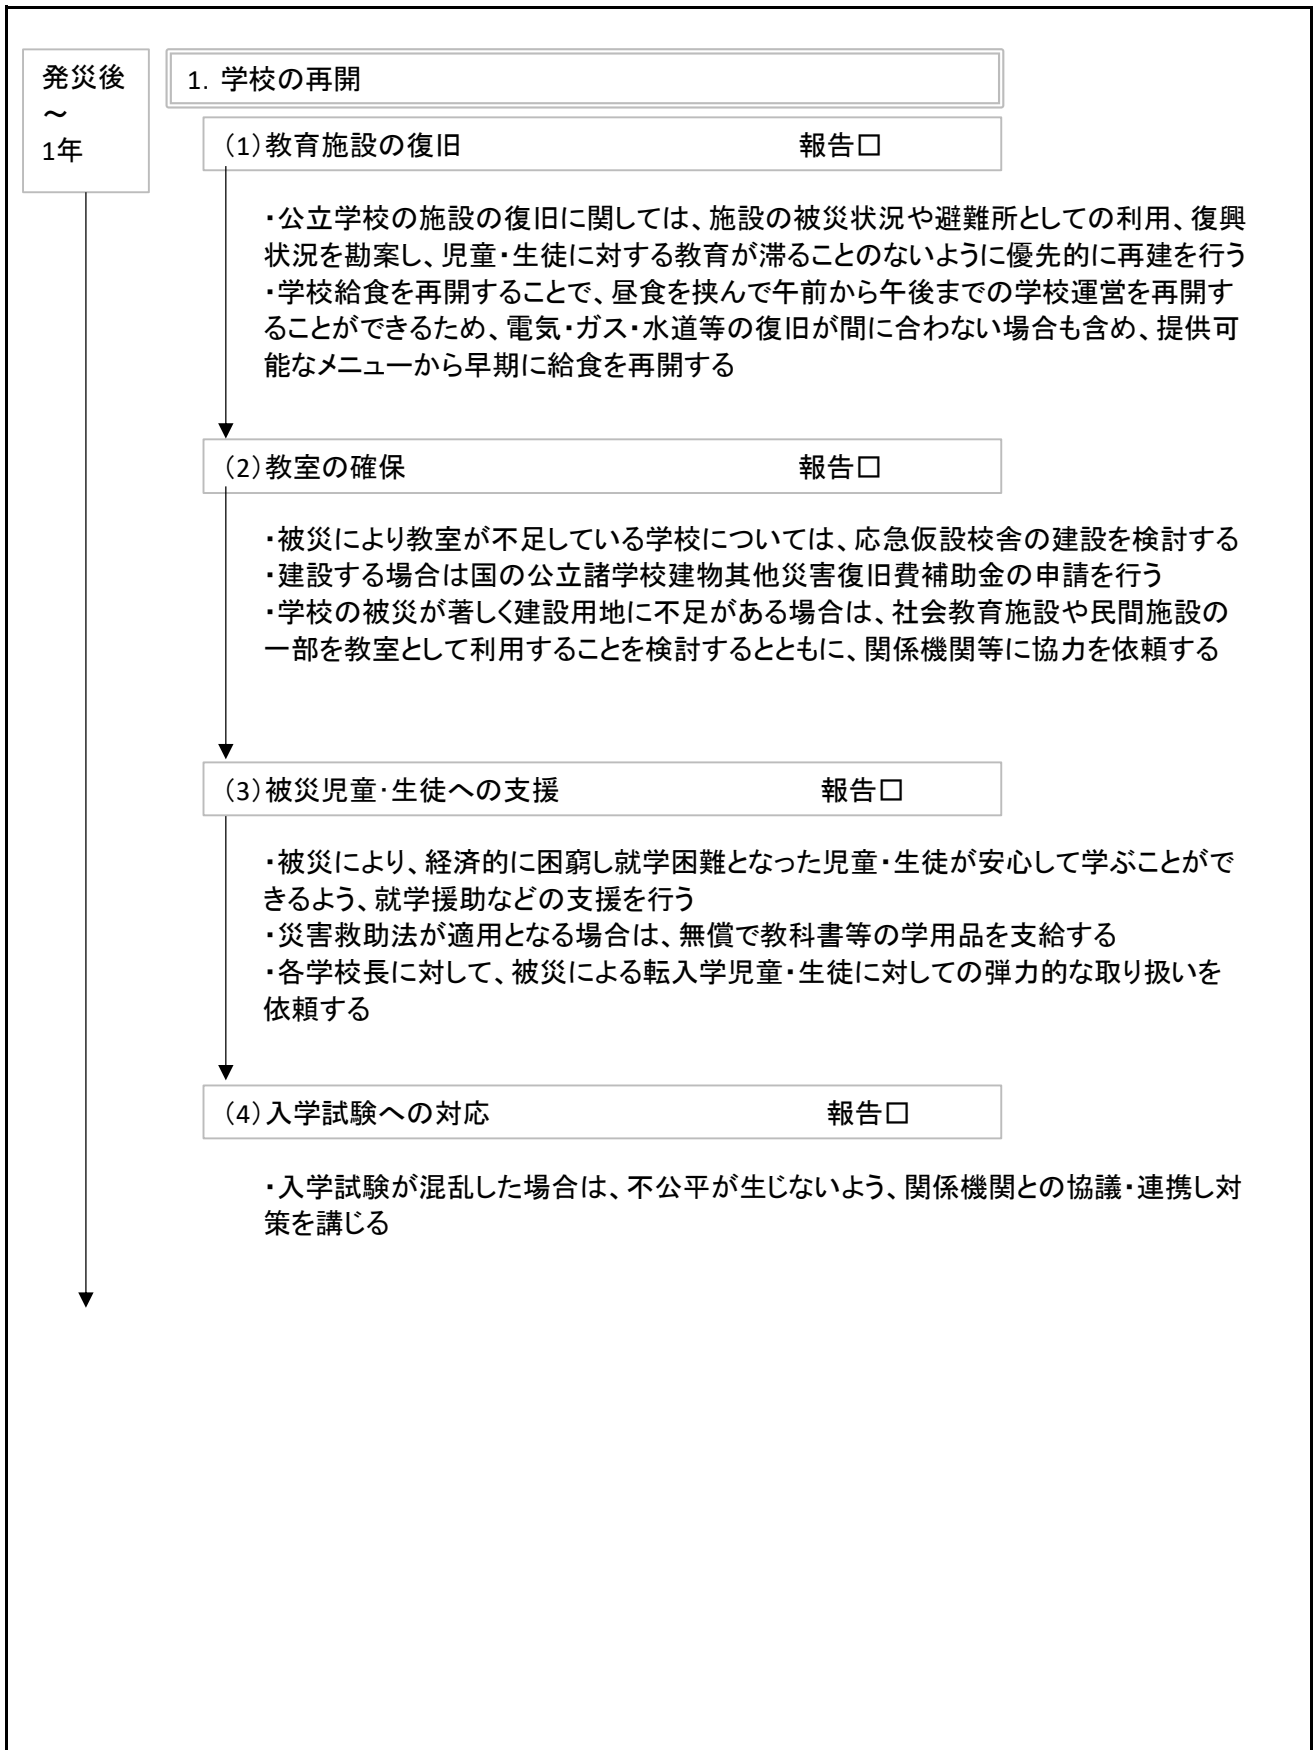 発災後
～
1年
1. 学校の再開
（1）教育施設の復旧　報告□
・公立学校の施設の復旧に関しては、施設の被災状況や避難所としての利用、復興
状況を勘案し、児童・生徒に対する教育が滞ることのないように優先的に再建を行う
・学校給食を再開することで、昼食を挟んで午前から午後までの学校運営を再開す
ることができるため、電気・ガス・水道等の復旧が間に合わない場合も含め、提供可
能なメニューから早期に給食を再開する
（2）教室の確保　報告□
・被災により教室が不足している学校については、応急仮設校舎の建設を検討する
・建設する場合は国の公立諸学校建物其他災害復旧費補助金の申請を行う
・学校の被災が著しく建設用地に不足がある場合は、社会教育施設や民間施設の
一部を教室として利用することを検討するとともに、関係機関等に協力を依頼する
（3）被災児童・生徒への支援　報告□
・被災により、経済的に困窮し就学困難となった児童・生徒が安心して学ぶことがで
きるよう、就学援助などの支援を行う
・災害救助法が適用となる場合は、無償で教科書等の学用品を支給する
・各学校長に対して、被災による転入学児童・生徒に対しての弾力的な取り扱いを
依頼する
（4）入学試験への対応　報告□
・入学試験が混乱した場合は、不公平が生じないよう、関係機関との協議・連携し対
策を講じる